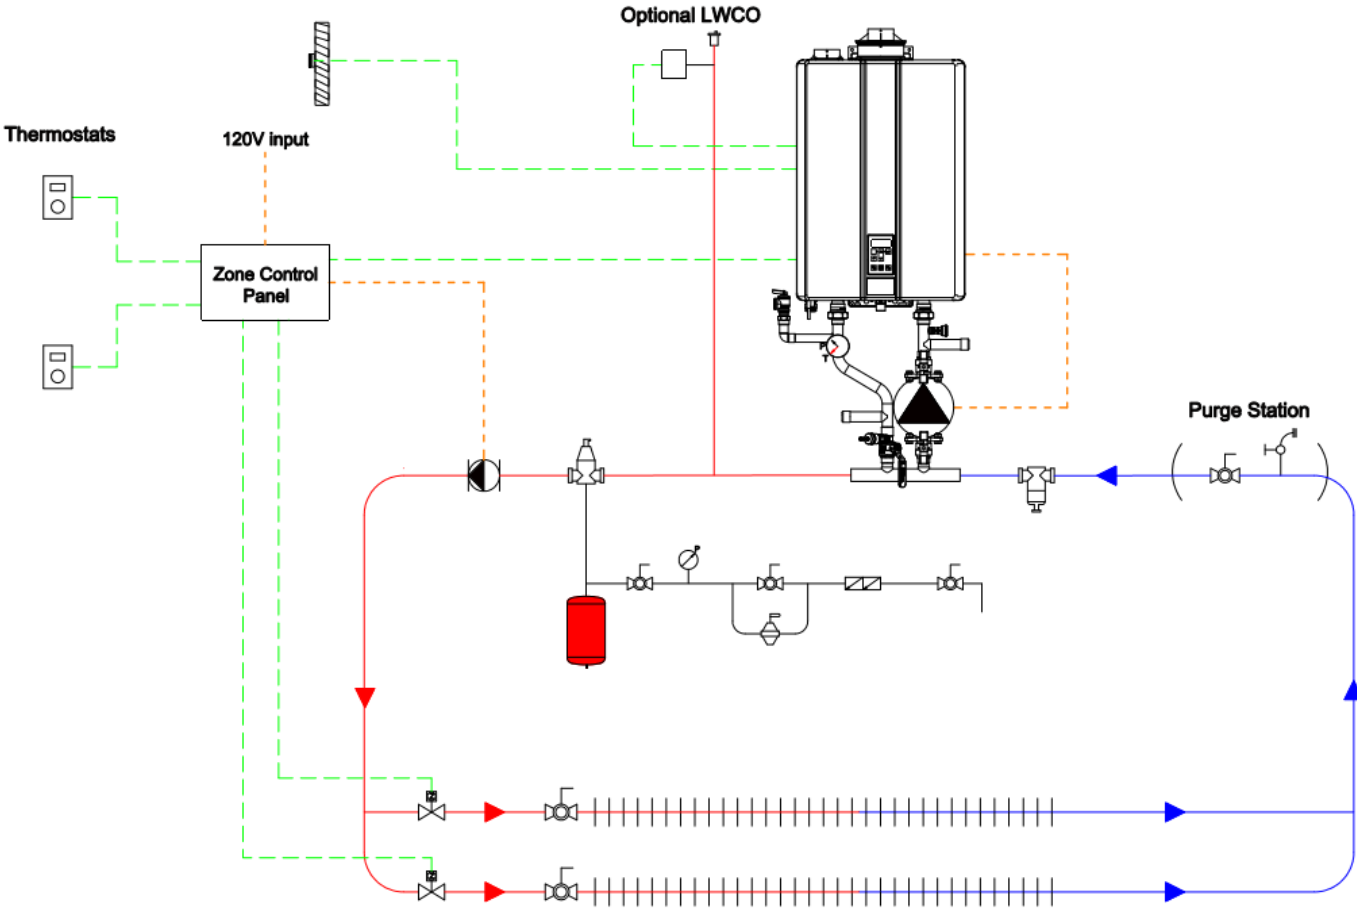 Optional LWCO
Thermostats
120V input
Zone Control
Panel
P
T
Purge Station
P